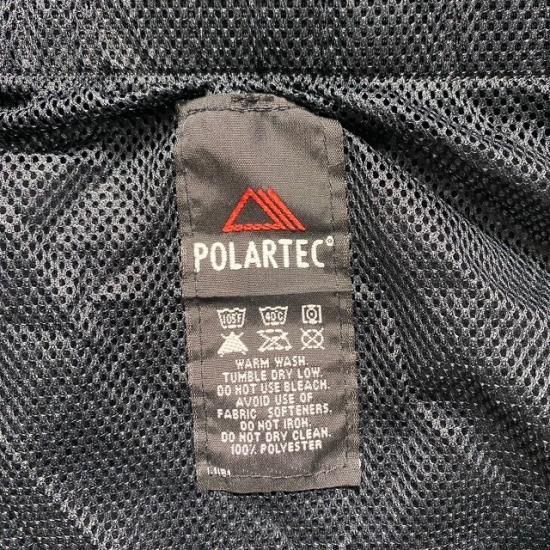 POLARTEC®
105F 40C
WARM WASH.
TUMBLE DRY LOW.
DO NOT USE BLEACH.
AVOID USE OF
FABRIC SOFTENERS.
DO NOT IRON.
DO NOT DRY CLEAN.
100% POLYESTER